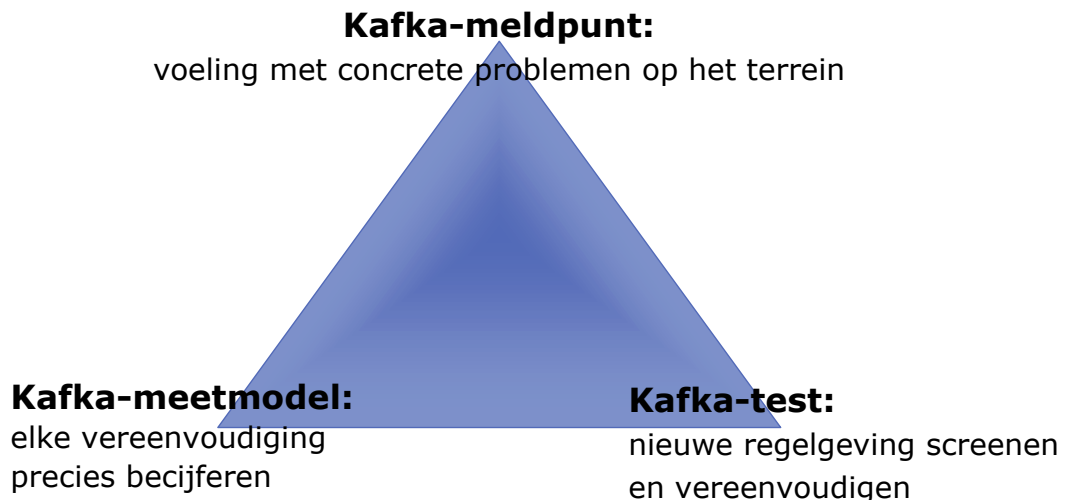 Kafka-meldpunt:
voeling met concrete problemen op het terrein
Kafka-meetmodel:
elke vereenvoudiging
precies becijferen
Kafka-test:
nieuwe regelgeving screenen
en vereenvoudigen